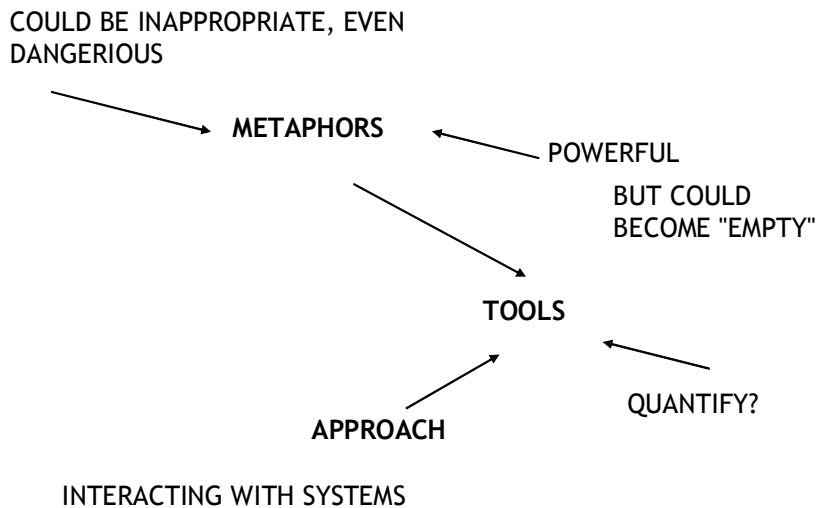 COULD BE INAPPROPRIATE, EVEN
DANGERIOUS
METAPHORS
POWERFUL
BUT COULD
BECOME "EMPTY"
TOOLS
QUANTIFY?
APPROACH
INTERACTING WITH SYSTEMS